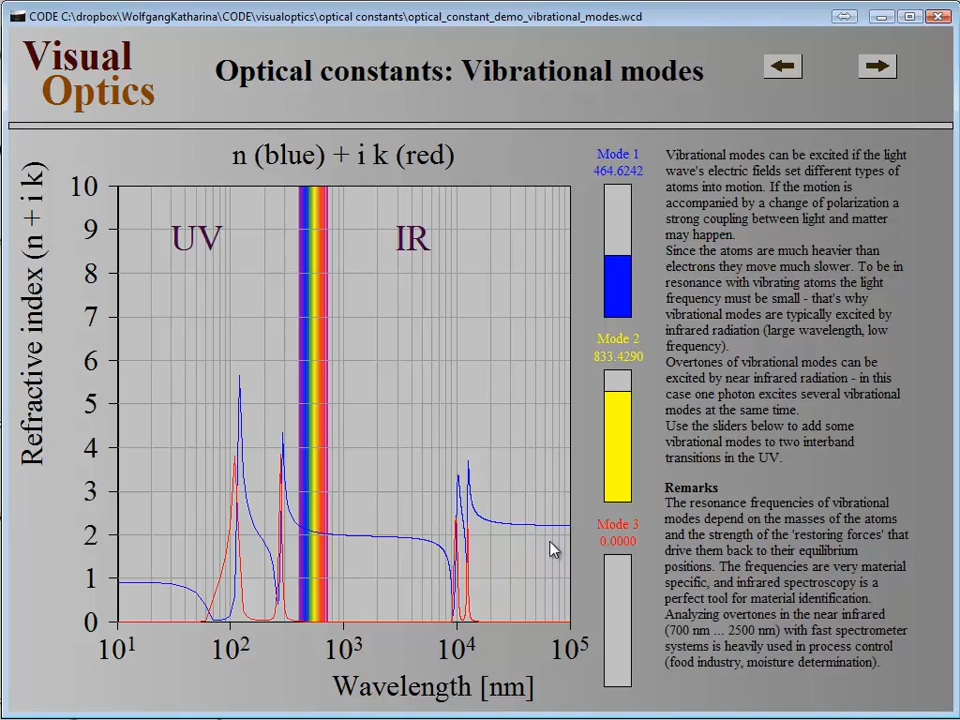 CODE C:\dropbox\WolfgangKatharina\CODE\visualoptics\optical constants\optical_constant_demo_vibrational_modes.wcd
Visual
Optics
Optical constants: Vibrational modes
n (blue) + i k (red)
Refractive index (n + i k)
10
9
8
7
6
5
4
3
2
1
0
UV
IR
10¹
10²
10³
10⁴
10⁵
Wavelength [nm]
Mode 1
464.6242
Mode 2
833.4290
Mode 3
0.0000
Vibrational modes can be excited if the light
wave's electric fields set different types of
atoms into motion. If the motion is
accompanied by a change of polarization a
strong coupling between light and matter
may happen.
Since the atoms are much heavier than
electrons they move much slower. To be in
resonance with vibrating atoms the light
frequency must be small - that's why
vibrational modes are typically excited by
infrared radiation (large wavelength, low
frequency).
Overtones of vibrational modes can be
excited by near infrared radiation - in this
case one photon excites several vibrational
modes at the same time.
Use the sliders below to add some
vibrational modes to two interband
transitions in the UV.
Remarks
The resonance frequencies of vibrational
modes depend on the masses of the atoms
and the strength of the 'restoring forces' that
drive them back to their equilibrium
positions. The frequencies are very material
specific, and infrared spectroscopy is a
perfect tool for material identification.
Analyzing overtones in the near infrared
(700 nm ... 2500 nm) with fast spectrometer
systems is heavily used in process control
(food industry, moisture determination).